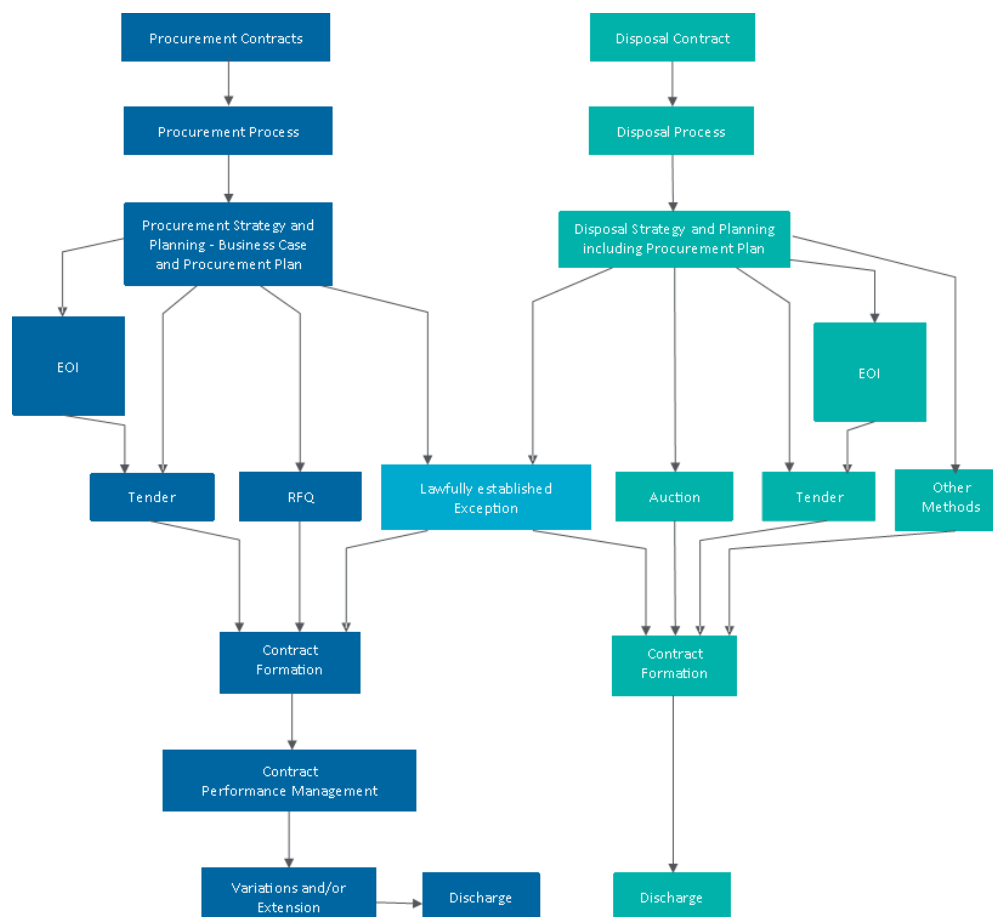 Procurement Contracts
Disposal Contract
Procurement Process
Disposal Process
Procurement Strategy and
Planning - Business Case
and Procurement Plan
Disposal Strategy and Planning
including Procurement Plan
EOI
EOI
Tender
RFQ
Lawfully established
Exception
Auction
Tender
Other
Methods
Contract
Formation
Contract
Formation
Contract
Performance Management
Variations and/or
Extension
Discharge
Discharge